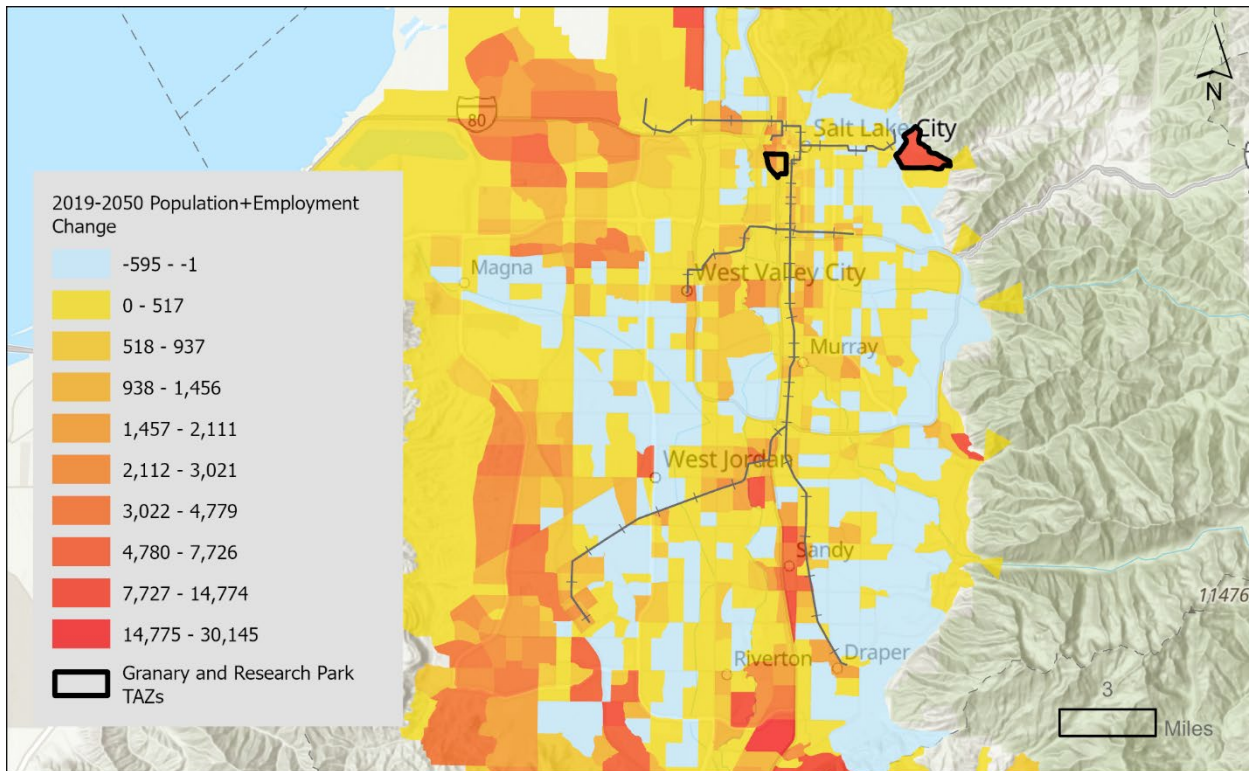 80
Salt Lake City
N
2019-2050 Population+Employment
Change
-595 - -1
0 - 517
518 - 937
938 - 1,456
1,457 - 2,111
2,112 - 3,021
3,022 - 4,779
4,780 - 7,726
7,727 - 14,774
14,775 - 30,145
Granary and Research Park
TAZs
Magna
West Valley City
Murray
West Jordan
Sandy
11476
Riverton
Draper
3
Miles